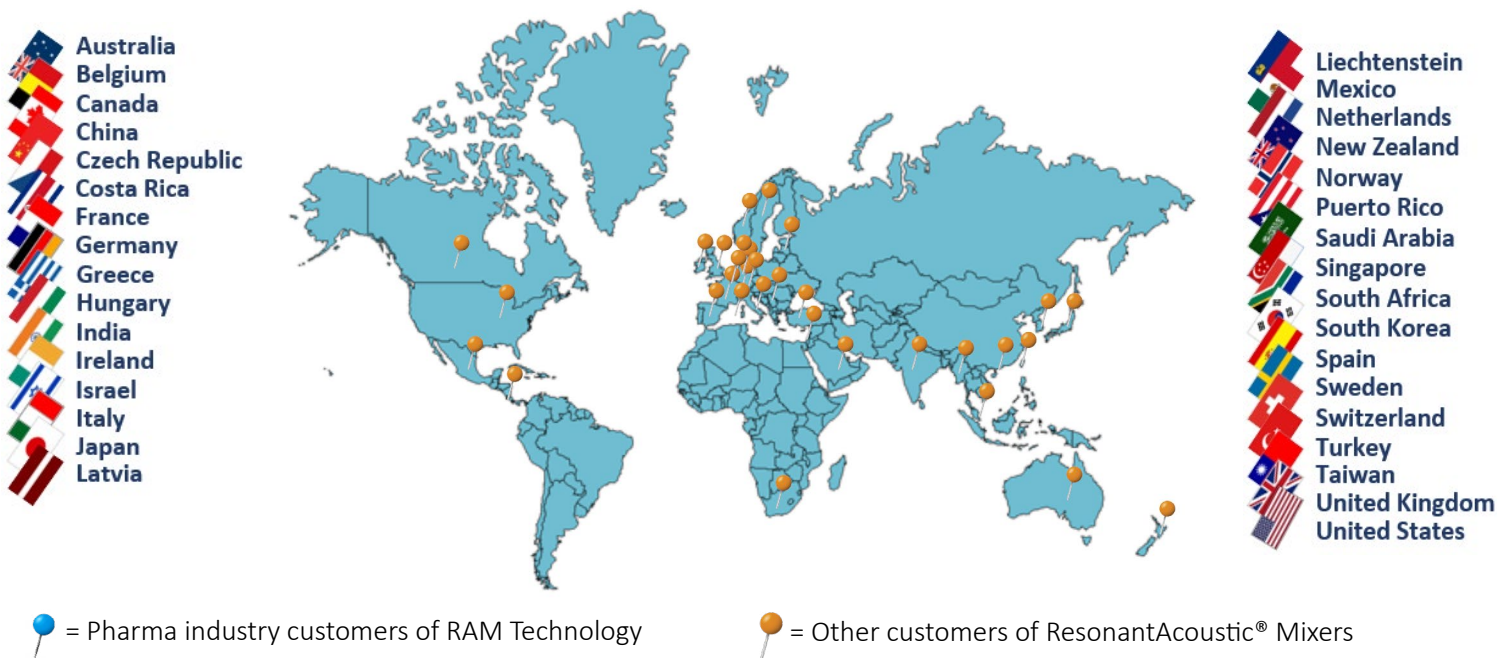 Australia
Belgium
Canada
China
Czech Republic
Costa Rica
France
Germany
Greece
Hungary
India
Ireland
Israel
Italy
Japan
Latvia
Liechtenstein
Mexico
Netherlands
New Zealand
Norway
Puerto Rico
Saudi Arabia
Singapore
South Africa
South Korea
Spain
Sweden
Switzerland
Turkey
Taiwan
United Kingdom
United States
= Pharma industry customers of RAM Technology
= Other customers of ResonantAcoustic® Mixers